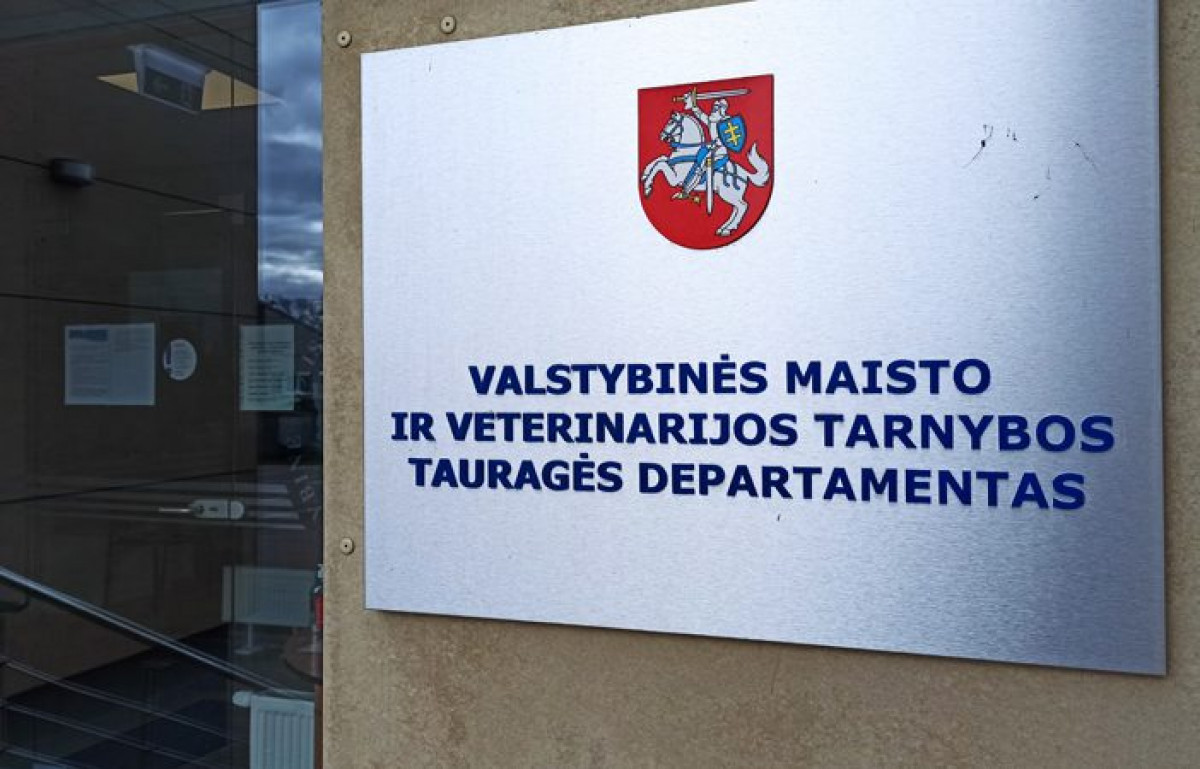 VALSTYBINĖS MAISTO
IR VETERINARIJOS TARNYBOS
TAURAGĖS DEPARTAMENTAS